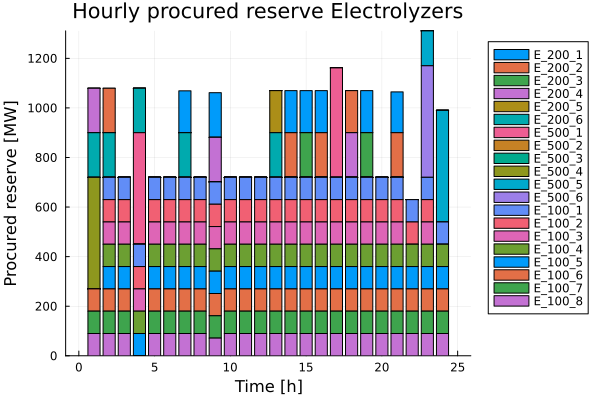 Hourly procured reserve Electrolyzers
Procured reserve [MW]
1200
1000
800
600
400
200
0
0 5 10 15 20 25
Time [h]
E_200_1
E_200_2
E_200_3
E_200_4
E_200_5
E_200_6
E_500_1
E_500_2
E_500_3
E_500_4
E_500_5
E_500_6
E_100_1
E_100_2
E_100_3
E_100_4
E_100_5
E_100_6
E_100_7
E_100_8